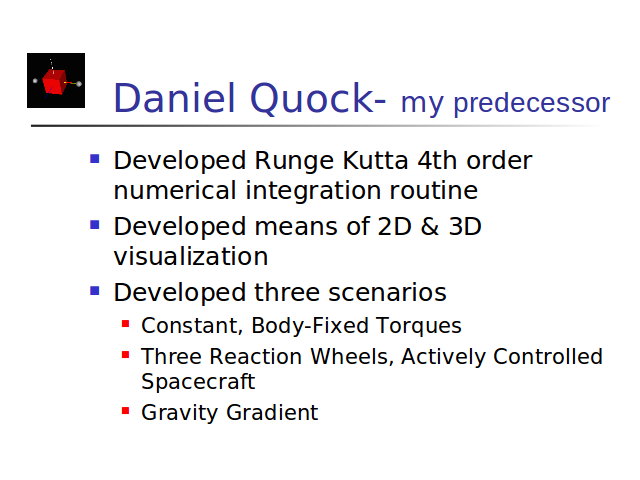 Daniel Quock- my predecessor
Developed Runge Kutta 4th order
numerical integration routine
Developed means of 2D & 3D
visualization
Developed three scenarios
Constant, Body-Fixed Torques
Three Reaction Wheels, Actively Controlled
Spacecraft
Gravity Gradient